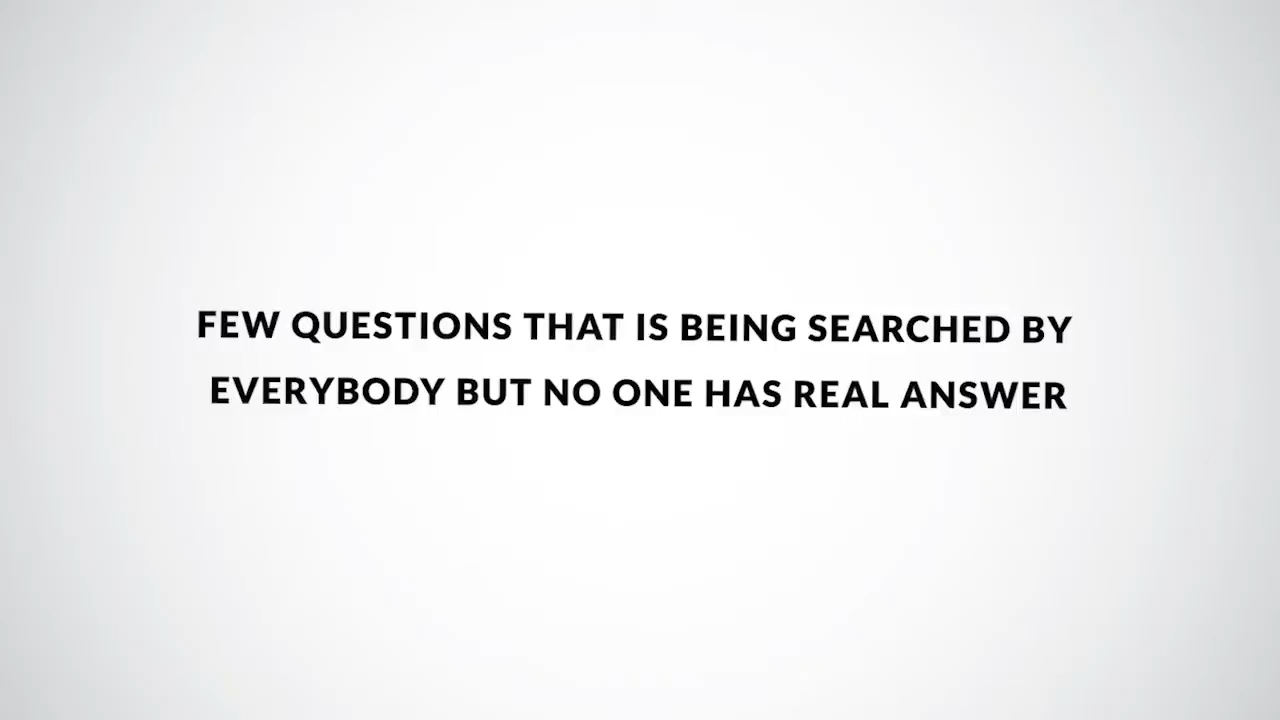 FEW QUESTIONS THAT IS BEING SEARCHED BY
EVERYBODY BUT NO ONE HAS REAL ANSWER